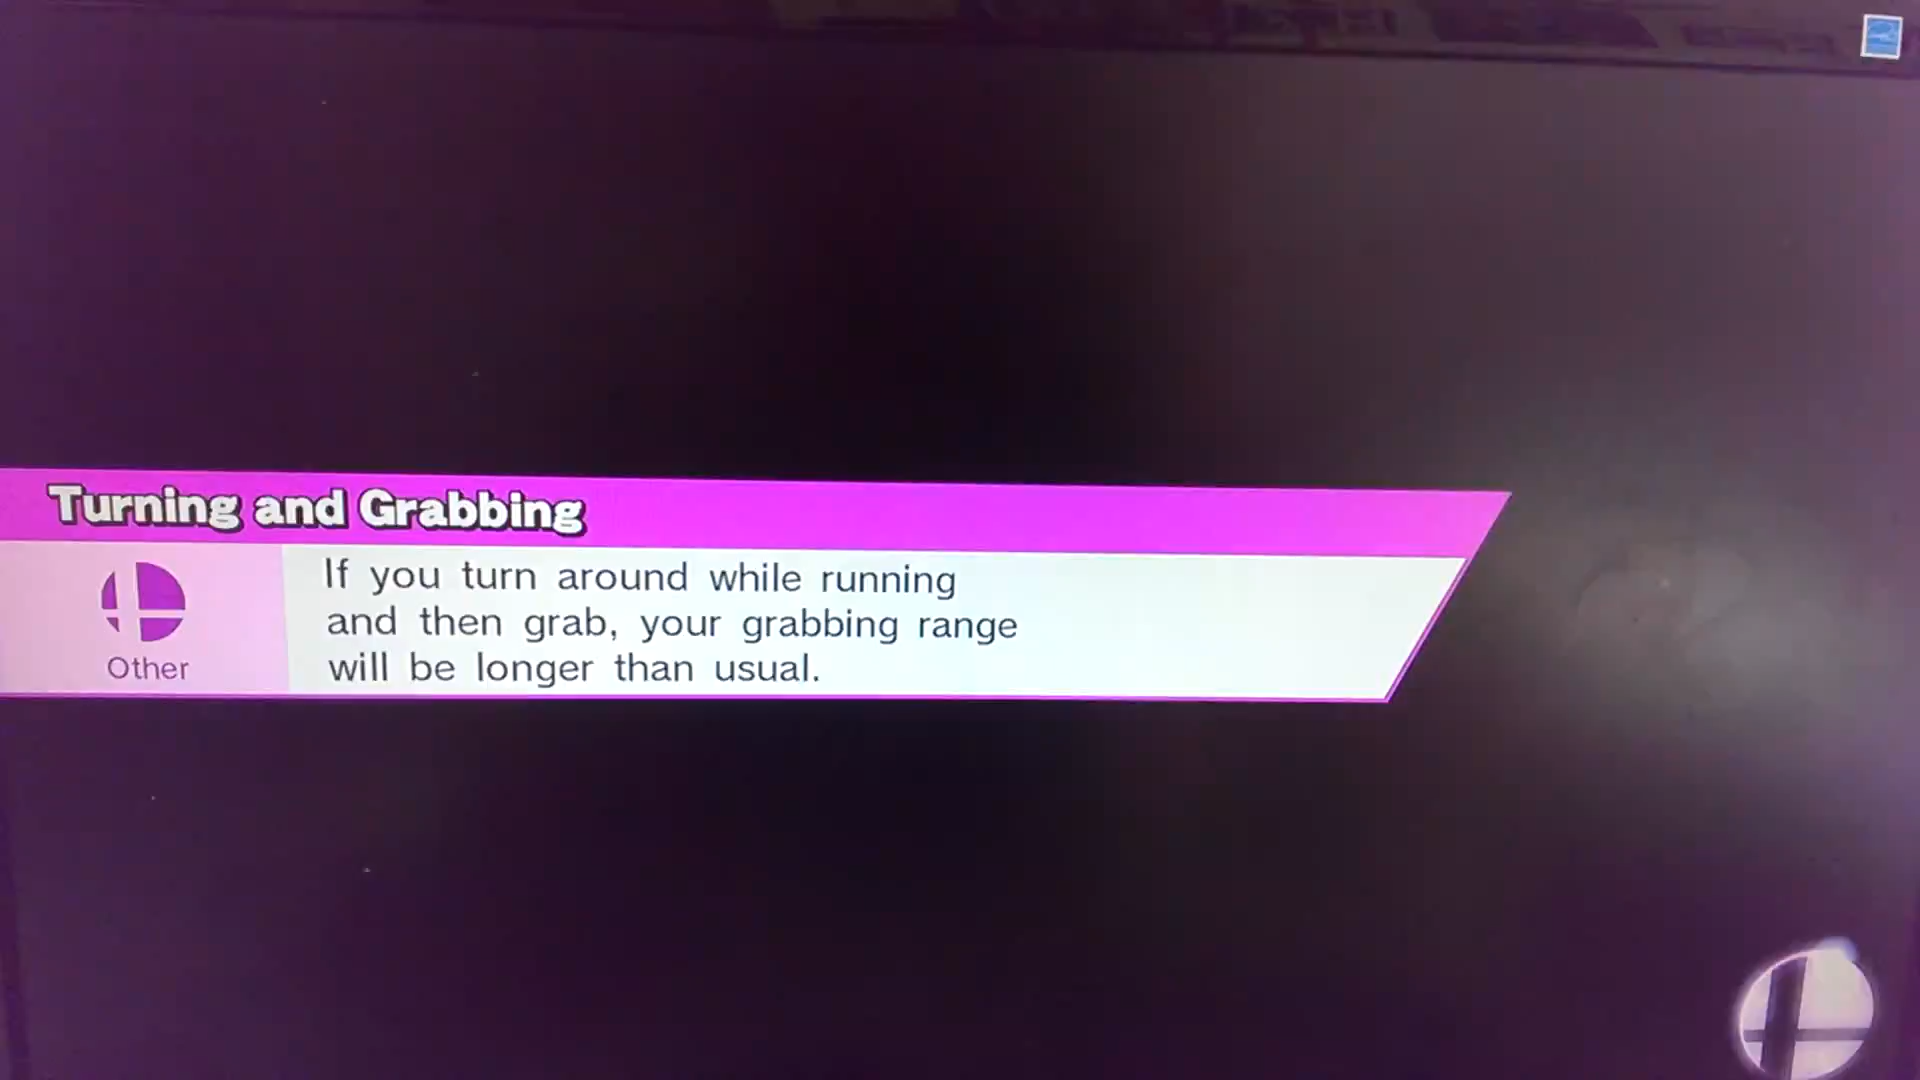 Turning and Grabbing
If you turn around while running
and then grab, your grabbing range
will be longer than usual.
Other